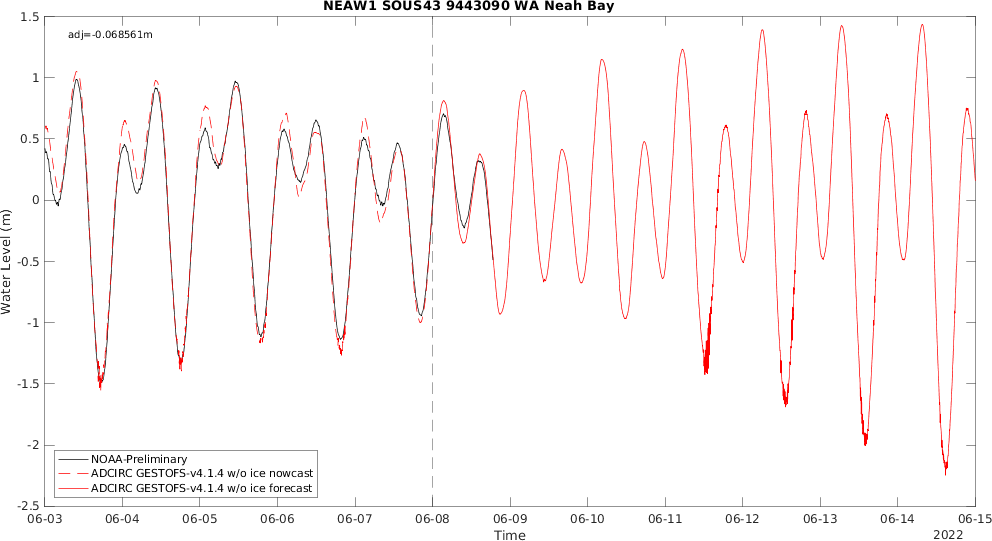 NEAW1 SOUS43 9443090 WA Neah Bay
adj=-0.068561m
Water Level (m)
1.5
1
0.5
0
-0.5
-1
-1.5
-2
-2.5
NOAA-Preliminary
ADCIRC GESTOFS-v4.1.4 w/o ice nowcast
ADCIRC GESTOFS-v4.1.4 w/o ice forecast
06-03 06-04 06-05 06-06 06-07 06-08 06-09 06-10 06-11 06-12 06-13 06-14 06-15
Time
2022